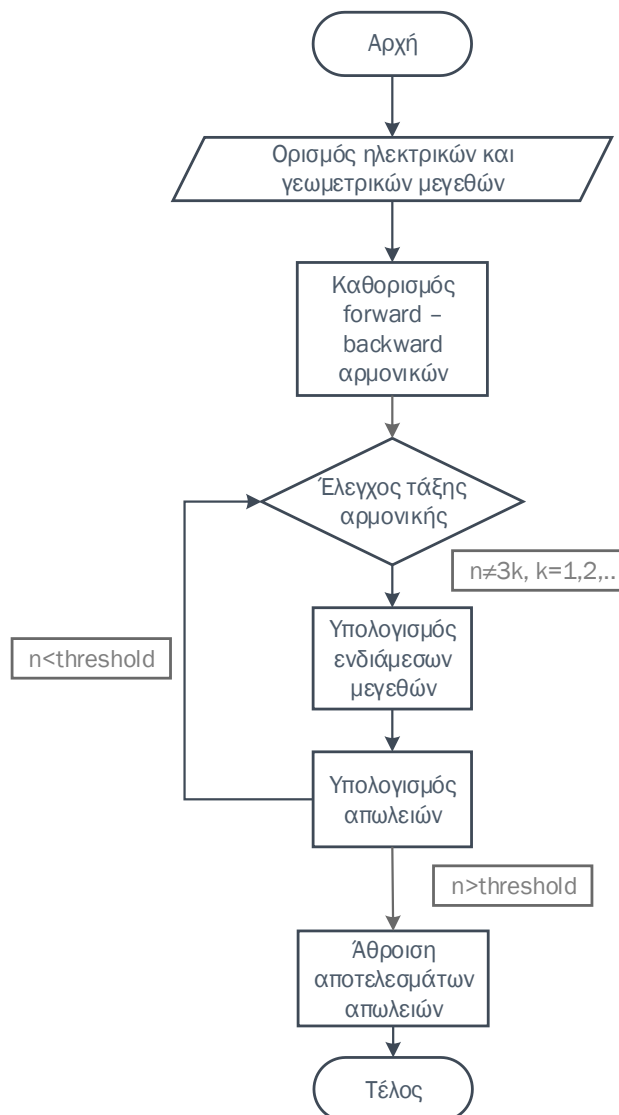 Αρχή
Ορισμός ηλεκτρικών και
γεωμετρικών μεγεθών
Καθορισμός
forward –
backward
αρμονικών
Έλεγχος τάξης
αρμονικής
n≠3k, k=1,2,..
Υπολογισμός
ενδιάμεσων
μεγεθών
n<threshold
Υπολογισμός
απωλειών
n>threshold
Άθροιση
αποτελεσμάτων
απωλειών
Τέλος